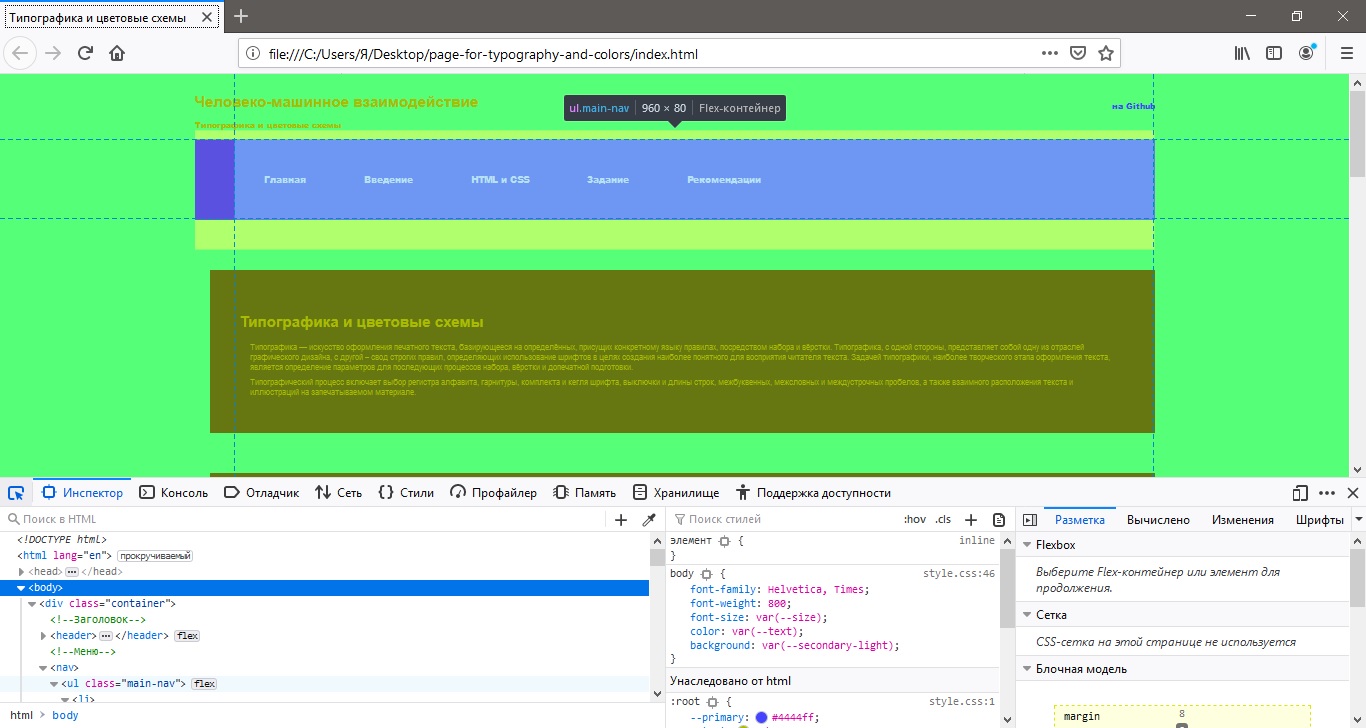 Типографика и цветовые схемы
file:///C:/Users/Я/Desktop/page-for-typography-and-colors/index.html
Человеко-машинное взаимодействие
на Github
Типографика и цветовые схемы
ul.main-nav 960 × 80 Flex-контейнер
Главная Введение HTML и CSS Задание Рекомендации
Типографика и цветовые схемы
Типографика — искусство оформления печатного текста, базирующееся на определённых, присущих конкретному языку правилах, посредством набора и вёрстки. Типографика, с одной стороны, представляет собой одну из отраслей
графического дизайна, с другой – свод строгих правил, определяющих использование шрифтов в целях создания наиболее понятного для восприятия читателя текста. Задачей типографики, наиболее творческого этапа оформления текста,
является определение параметров для последующих процессов набора, вёрстки и допечатной подготовки.
Типографический процесс включает выбор регистра алфавита, гарнитуры, комплекта и кегля шрифта, выключки и длины строк, межбуквенных, межсловных и междустрочных пробелов, а также взаимного расположения текста и
иллюстраций на запечатываемом материале.
Инспектор Консоль Отладчик Сеть {} Стили Профайлер Память Хранилище Поддержка доступности
Поиск в HTML
<!DOCTYPE html>
<html lang="en"> прокручиваемый
<head> ••• </head>
<body>
<div class="container">
<!--Заголовок-->
<header> ••• </header> flex
<!--Меню-->
<nav>
<ul class="main-nav"> flex
<li>
html > body
Поиск стилей :hov .cls +
элемент { inline
}
body { style.css:46
font-family: Helvetica, Times;
font-weight: 800;
font-size: var(--size);
color: var(--text);
background: var(--secondary-light);
}
Унаследовано от html
:root { style.css:1
--primary: #4444ff;
Разметка Вычислено Изменения Шрифты
Flexbox
Выберите Flex-контейнер или элемент для
продолжения.
Сетка
CSS-сетка на этой странице не используется
Блочная модель
margin 8